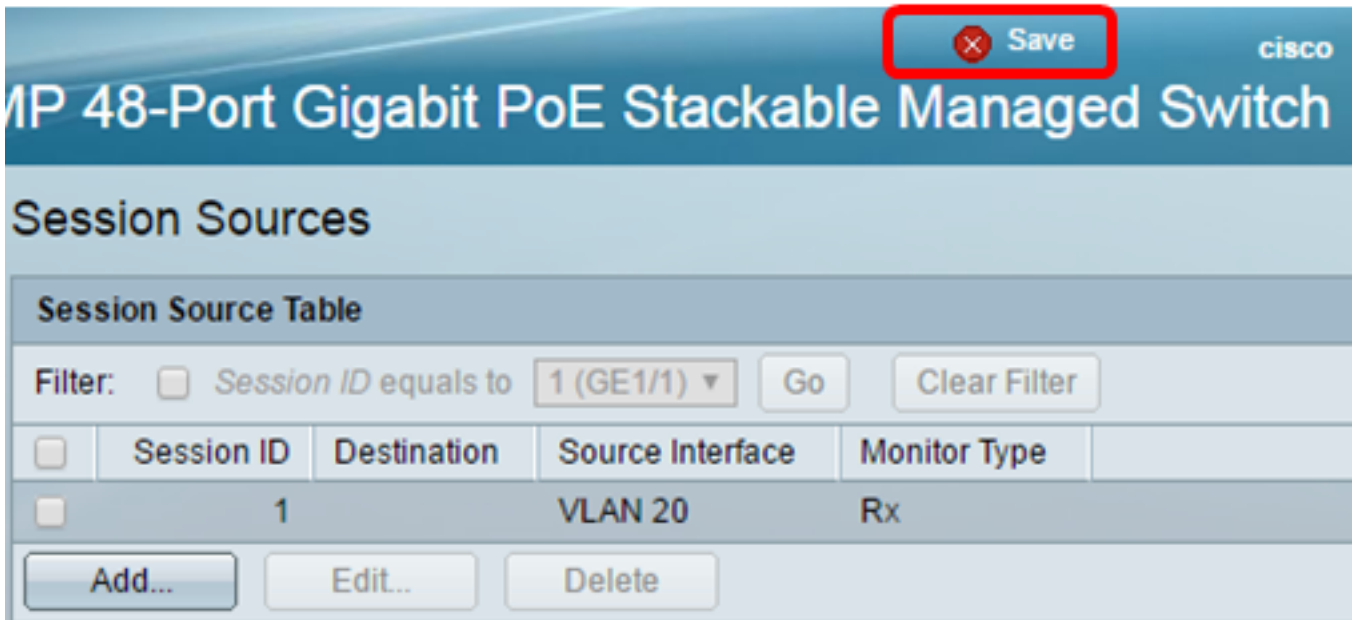 Save
cisco
MP 48-Port Gigabit PoE Stackable Managed Switch
Session Sources
Session Source Table
Filter: Session ID equals to 1 (GE1/1) Go Clear Filter
Session ID Destination Source Interface Monitor Type
1 VLAN 20 Rx
Add... Edit... Delete